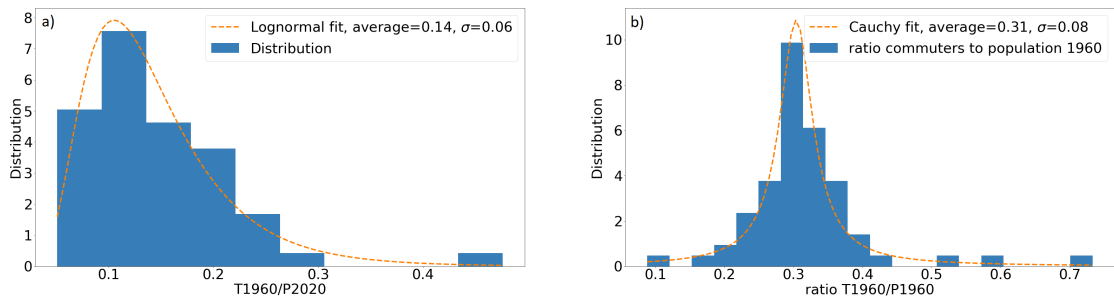 a)
Lognormal fit, average=0.14, σ=0.06
Distribution
Distribution
8
7
6
5
4
3
2
1
0
0.1 0.2 0.3 0.4
T1960/P2020
b)
Cauchy fit, average=0.31, σ=0.08
ratio commuters to population 1960
Distribution
10
8
6
4
2
0
0.1 0.2 0.3 0.4 0.5 0.6 0.7
ratio T1960/P1960